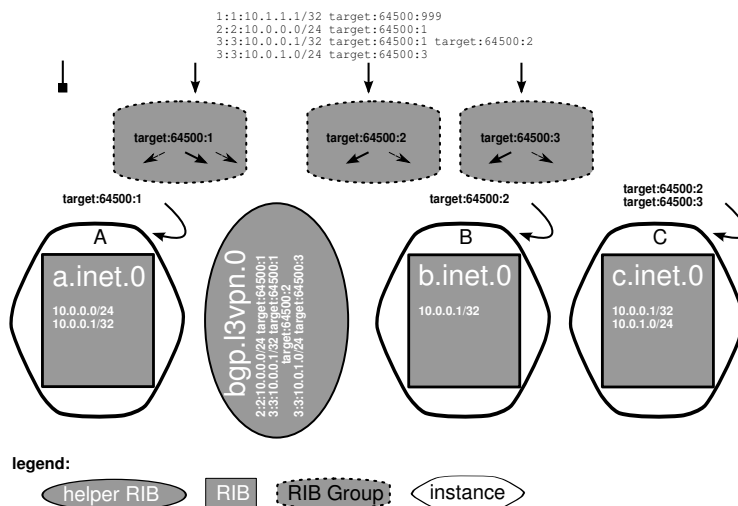 1:1:10.1.1.1/32 target:64500:999
2:2:10.0.0.0/24 target:64500:1
3:3:10.0.0.1/32 target:64500:1 target:64500:2
3:3:10.0.1.0/24 target:64500:3
target:64500:1
target:64500:2
target:64500:3
target:64500:1
target:64500:2
target:64500:2
target:64500:3
A
a.inet.0
10.0.0.0/24
10.0.0.1/32
bgp.l3vpn.0
2:2:10.0.0.0/24 target:64500:1
3:3:10.0.0.1/32 target:64500:1
target:64500:2
3:3:10.0.1.0/24 target:64500:3
B
b.inet.0
10.0.0.1/32
C
c.inet.0
10.0.0.1/32
10.0.1.0/24
legend:
helper RIB
RIB
RIB Group
instance